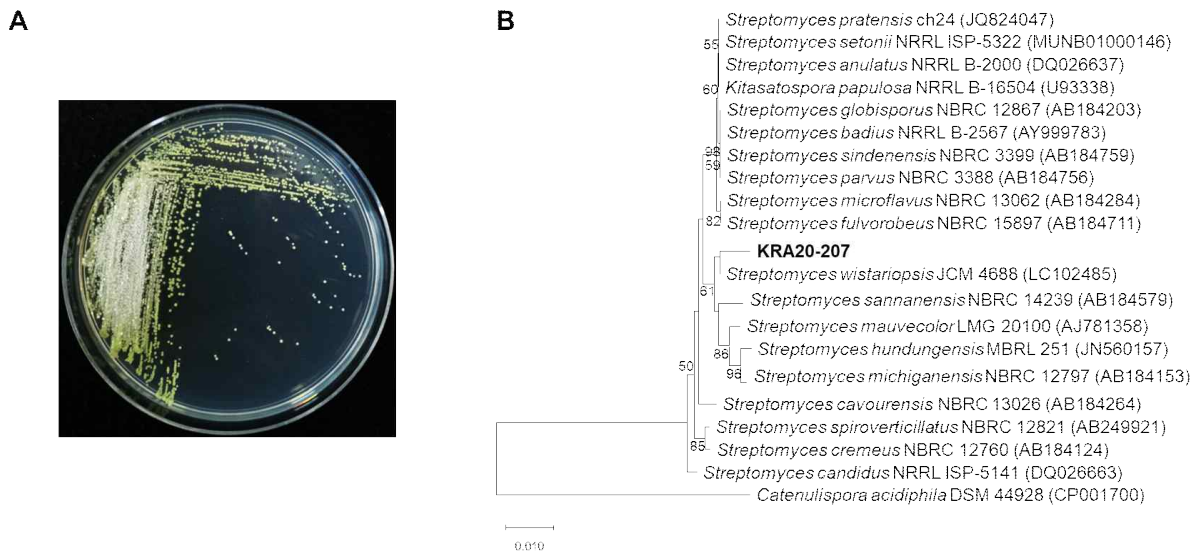 A
B
Streptomyces pratensis ch24 (JQ824047)
55
Streptomyces setonii NRRL ISP-5322 (MUNB01000146)
Streptomyces anulatus NRRL B-2000 (DQ026637)
60
Kitasatospora papulosa NRRL B-16504 (U93338)
Streptomyces globisporus NBRC 12867 (AB184203)
Streptomyces badius NRRL B-2567 (AY999783)
Streptomyces sindenensis NBRC 3399 (AB184759)
Streptomyces parvus NBRC 3388 (AB184756)
Streptomyces microflavus NBRC 13062 (AB184284)
82
Streptomyces fulvorobeus NBRC 15897 (AB184711)
KRA20-207
Streptomyces wistariopsis JCM 4688 (LC102485)
61
Streptomyces sannanensis NBRC 14239 (AB184579)
Streptomyces mauvecolor LMG 20100 (AJ781358)
86
Streptomyces hundungensis MBRL 251 (JN560157)
50
98
Streptomyces michiganensis NBRC 12797 (AB184153)
Streptomyces cavourensis NBRC 13026 (AB184264)
Streptomyces spiroverticillatus NBRC 12821 (AB249921)
85
Streptomyces cremeus NBRC 12760 (AB184124)
Streptomyces candidus NRRL ISP-5141 (DQ026663)
Catenulispora acidiphila DSM 44928 (CP001700)
0.010